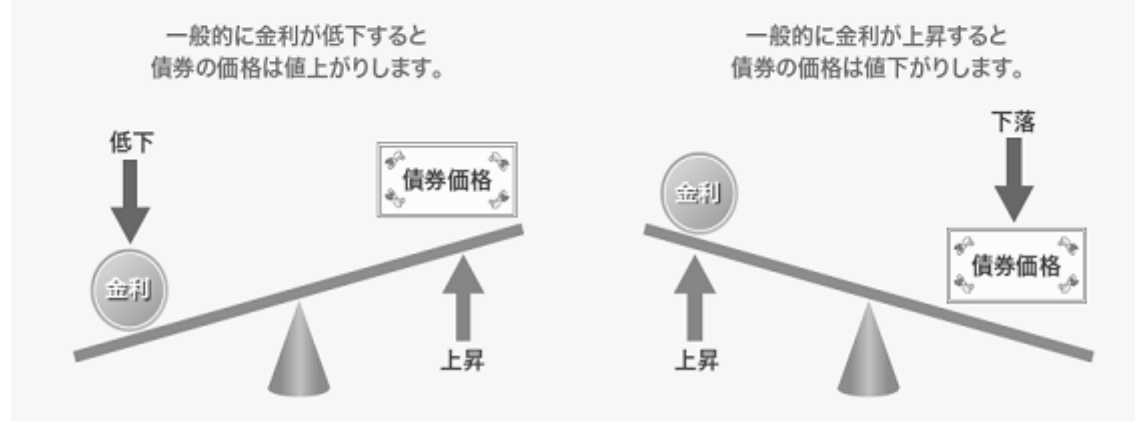 一般的に金利が低下すると
債券の価格は値上がりします。
低下
金利
債券価格
上昇
一般的に金利が上昇すると
債券の価格は値下がりします。
下落
金利
債券価格
上昇